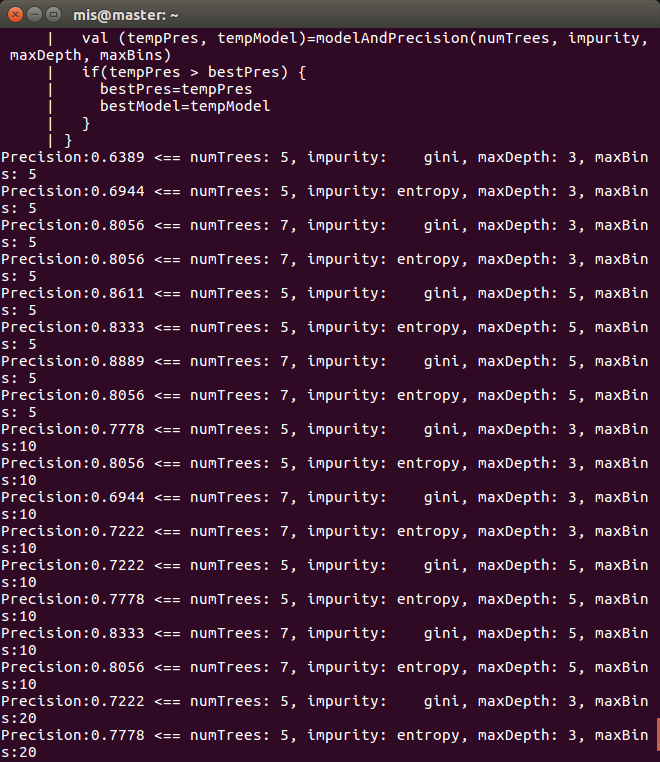 mis@master: ~
     |   val (tempPres, tempModel)=modelAndPrecision(numTrees, impurity,
 maxDepth, maxBins)
     |   if(tempPres > bestPres) {
     |     bestPres=tempPres
     |     bestModel=tempModel
     |   }
     | }
Precision:0.6389 <== numTrees: 5, impurity:    gini, maxDepth: 3, maxBin
s: 5
Precision:0.6944 <== numTrees: 5, impurity: entropy, maxDepth: 3, maxBin
s: 5
Precision:0.8056 <== numTrees: 7, impurity:    gini, maxDepth: 3, maxBin
s: 5
Precision:0.8056 <== numTrees: 7, impurity: entropy, maxDepth: 3, maxBin
s: 5
Precision:0.8611 <== numTrees: 5, impurity:    gini, maxDepth: 5, maxBin
s: 5
Precision:0.8333 <== numTrees: 5, impurity: entropy, maxDepth: 5, maxBin
s: 5
Precision:0.8889 <== numTrees: 7, impurity:    gini, maxDepth: 5, maxBin
s: 5
Precision:0.8056 <== numTrees: 7, impurity: entropy, maxDepth: 5, maxBin
s: 5
Precision:0.7778 <== numTrees: 5, impurity:    gini, maxDepth: 3, maxBin
s:10
Precision:0.8056 <== numTrees: 5, impurity: entropy, maxDepth: 3, maxBin
s:10
Precision:0.6944 <== numTrees: 7, impurity:    gini, maxDepth: 3, maxBin
s:10
Precision:0.7222 <== numTrees: 7, impurity: entropy, maxDepth: 3, maxBin
s:10
Precision:0.7222 <== numTrees: 5, impurity:    gini, maxDepth: 5, maxBin
s:10
Precision:0.7778 <== numTrees: 5, impurity: entropy, maxDepth: 5, maxBin
s:10
Precision:0.8333 <== numTrees: 7, impurity:    gini, maxDepth: 5, maxBin
s:10
Precision:0.8056 <== numTrees: 7, impurity: entropy, maxDepth: 5, maxBin
s:10
Precision:0.7222 <== numTrees: 5, impurity:    gini, maxDepth: 3, maxBin
s:20
Precision:0.7778 <== numTrees: 5, impurity: entropy, maxDepth: 3, maxBin
s:20